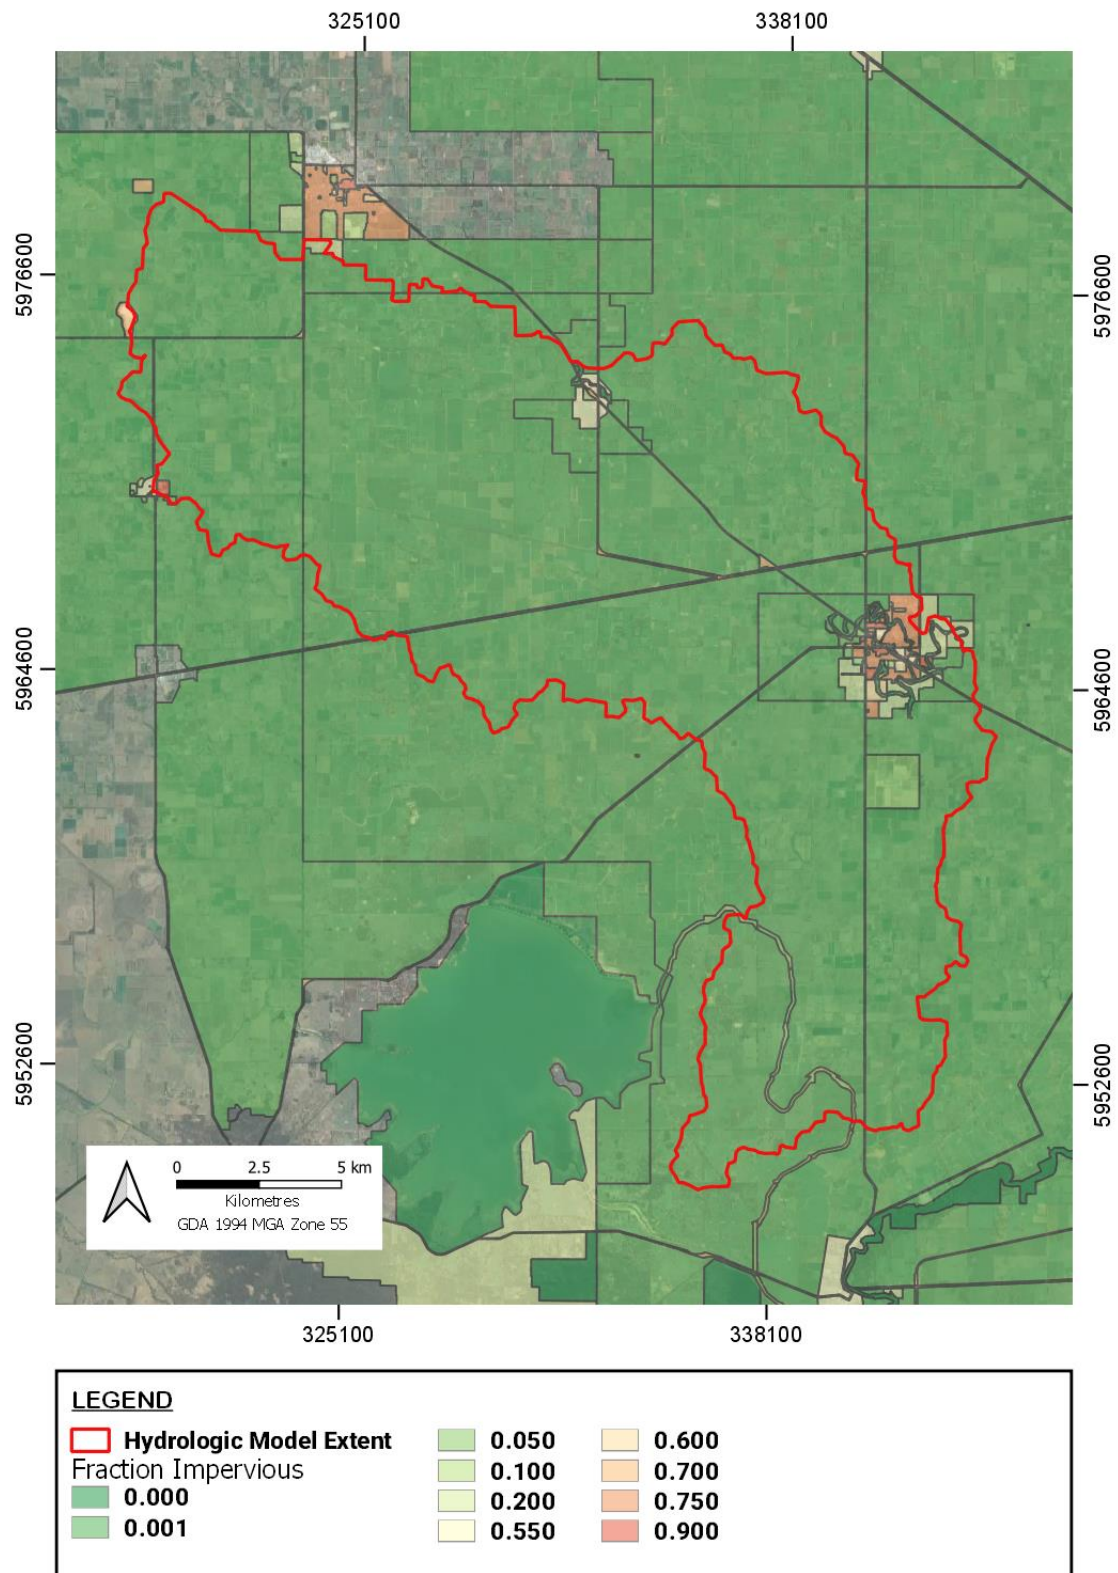 325100 338100
5976600 5976600
5964600 5964600
5952600 5952600
0 2.5 5 km
Kilometres
GDA 1994 MGA Zone 55
325100 338100
LEGEND
Hydrologic Model Extent
Fraction Impervious
0.000
0.001
0.050
0.100
0.200
0.550
0.600
0.700
0.750
0.900